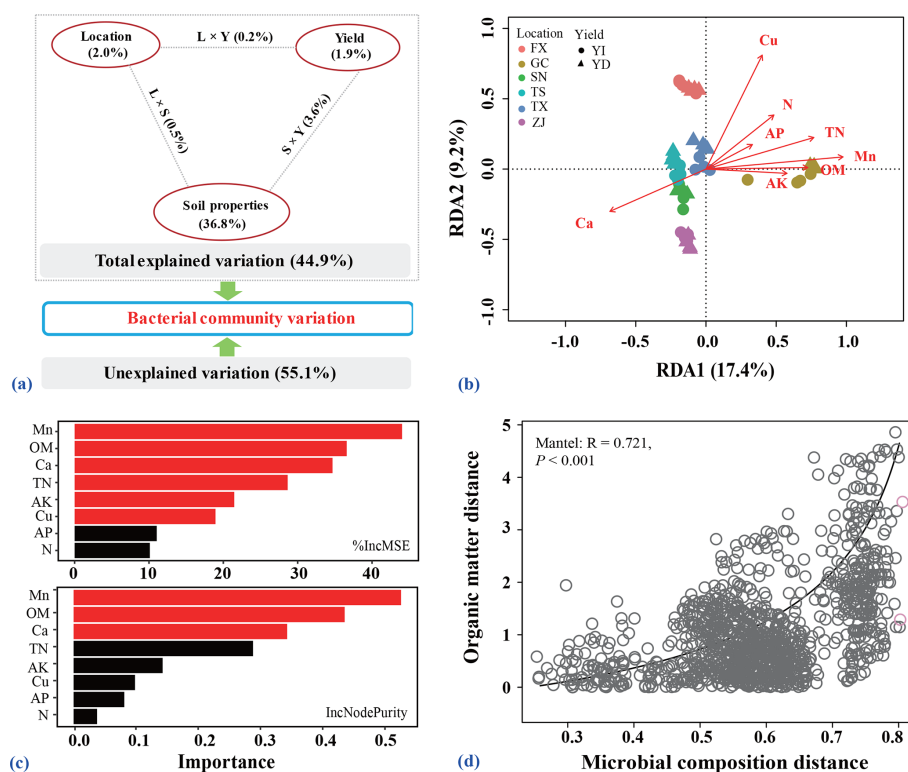 Location
(2.0%)
L × Y (0.2%)
Yield
(1.9%)
L × S (0.5%)
S × Y (3.6%)
Soil properties
(36.8%)
Total explained variation (44.9%)
Bacterial community variation
Unexplained variation (55.1%)
(a)
Location
FX
GC
SN
TS
TX
ZJ
Yield
YI
YD
Cu
N
AP
TN
Mn
OM
AK
Ca
RDA2 (9.2%)
0.5
0.0
-0.5
-1.0
-1.0
-0.5
0.0
0.5
1.0
RDA1 (17.4%)
(b)
Mn
OM
Ca
TN
AK
Cu
AP
N
%IncMSE
0
10
20
30
40
Mn
OM
Ca
TN
AK
Cu
AP
N
IncNodePurity
0.0
0.1
0.2
0.3
0.4
0.5
Importance
(c)
Mantel: R = 0.721,
P < 0.001
Organic matter distance
5
4
3
2
1
0
0.3
0.4
0.5
0.6
0.7
0.8
Microbial composition distance
(d)